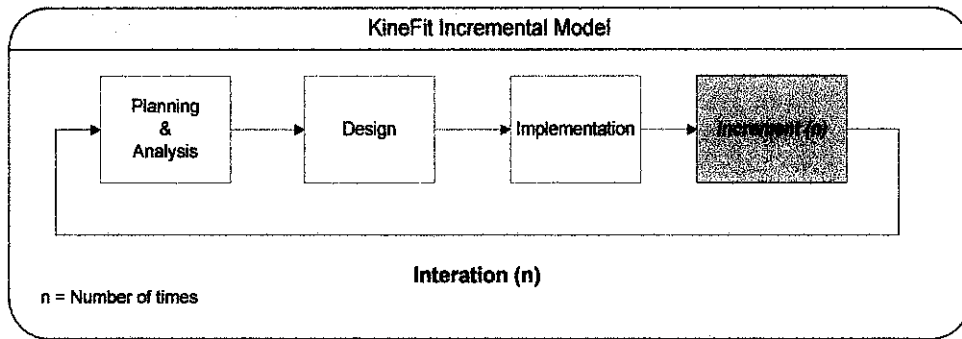 KineFit Incremental Model
Planning
&
Analysis
Design
Implementation
Increment (n)
Interation (n)
n = Number of times